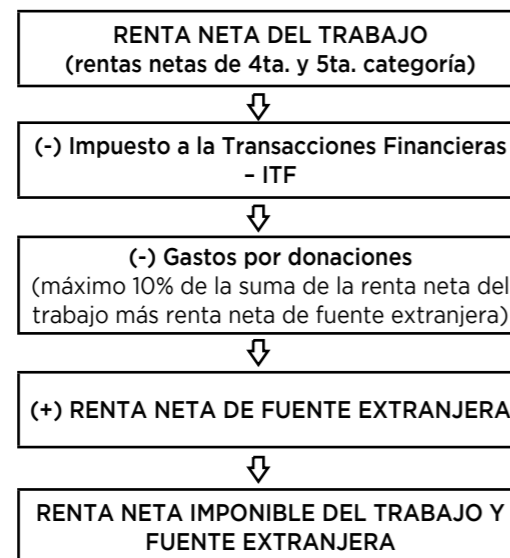 RENTA NETA DEL TRABAJO
(rentas netas de 4ta. y 5ta. categoría)
(-) Impuesto a la Transacciones Financieras
– ITF
(-) Gastos por donaciones
(máximo 10% de la suma de la renta neta del
trabajo más renta neta de fuente extranjera)
(+) RENTA NETA DE FUENTE EXTRANJERA
RENTA NETA IMPONIBLE DEL TRABAJO Y
FUENTE EXTRANJERA